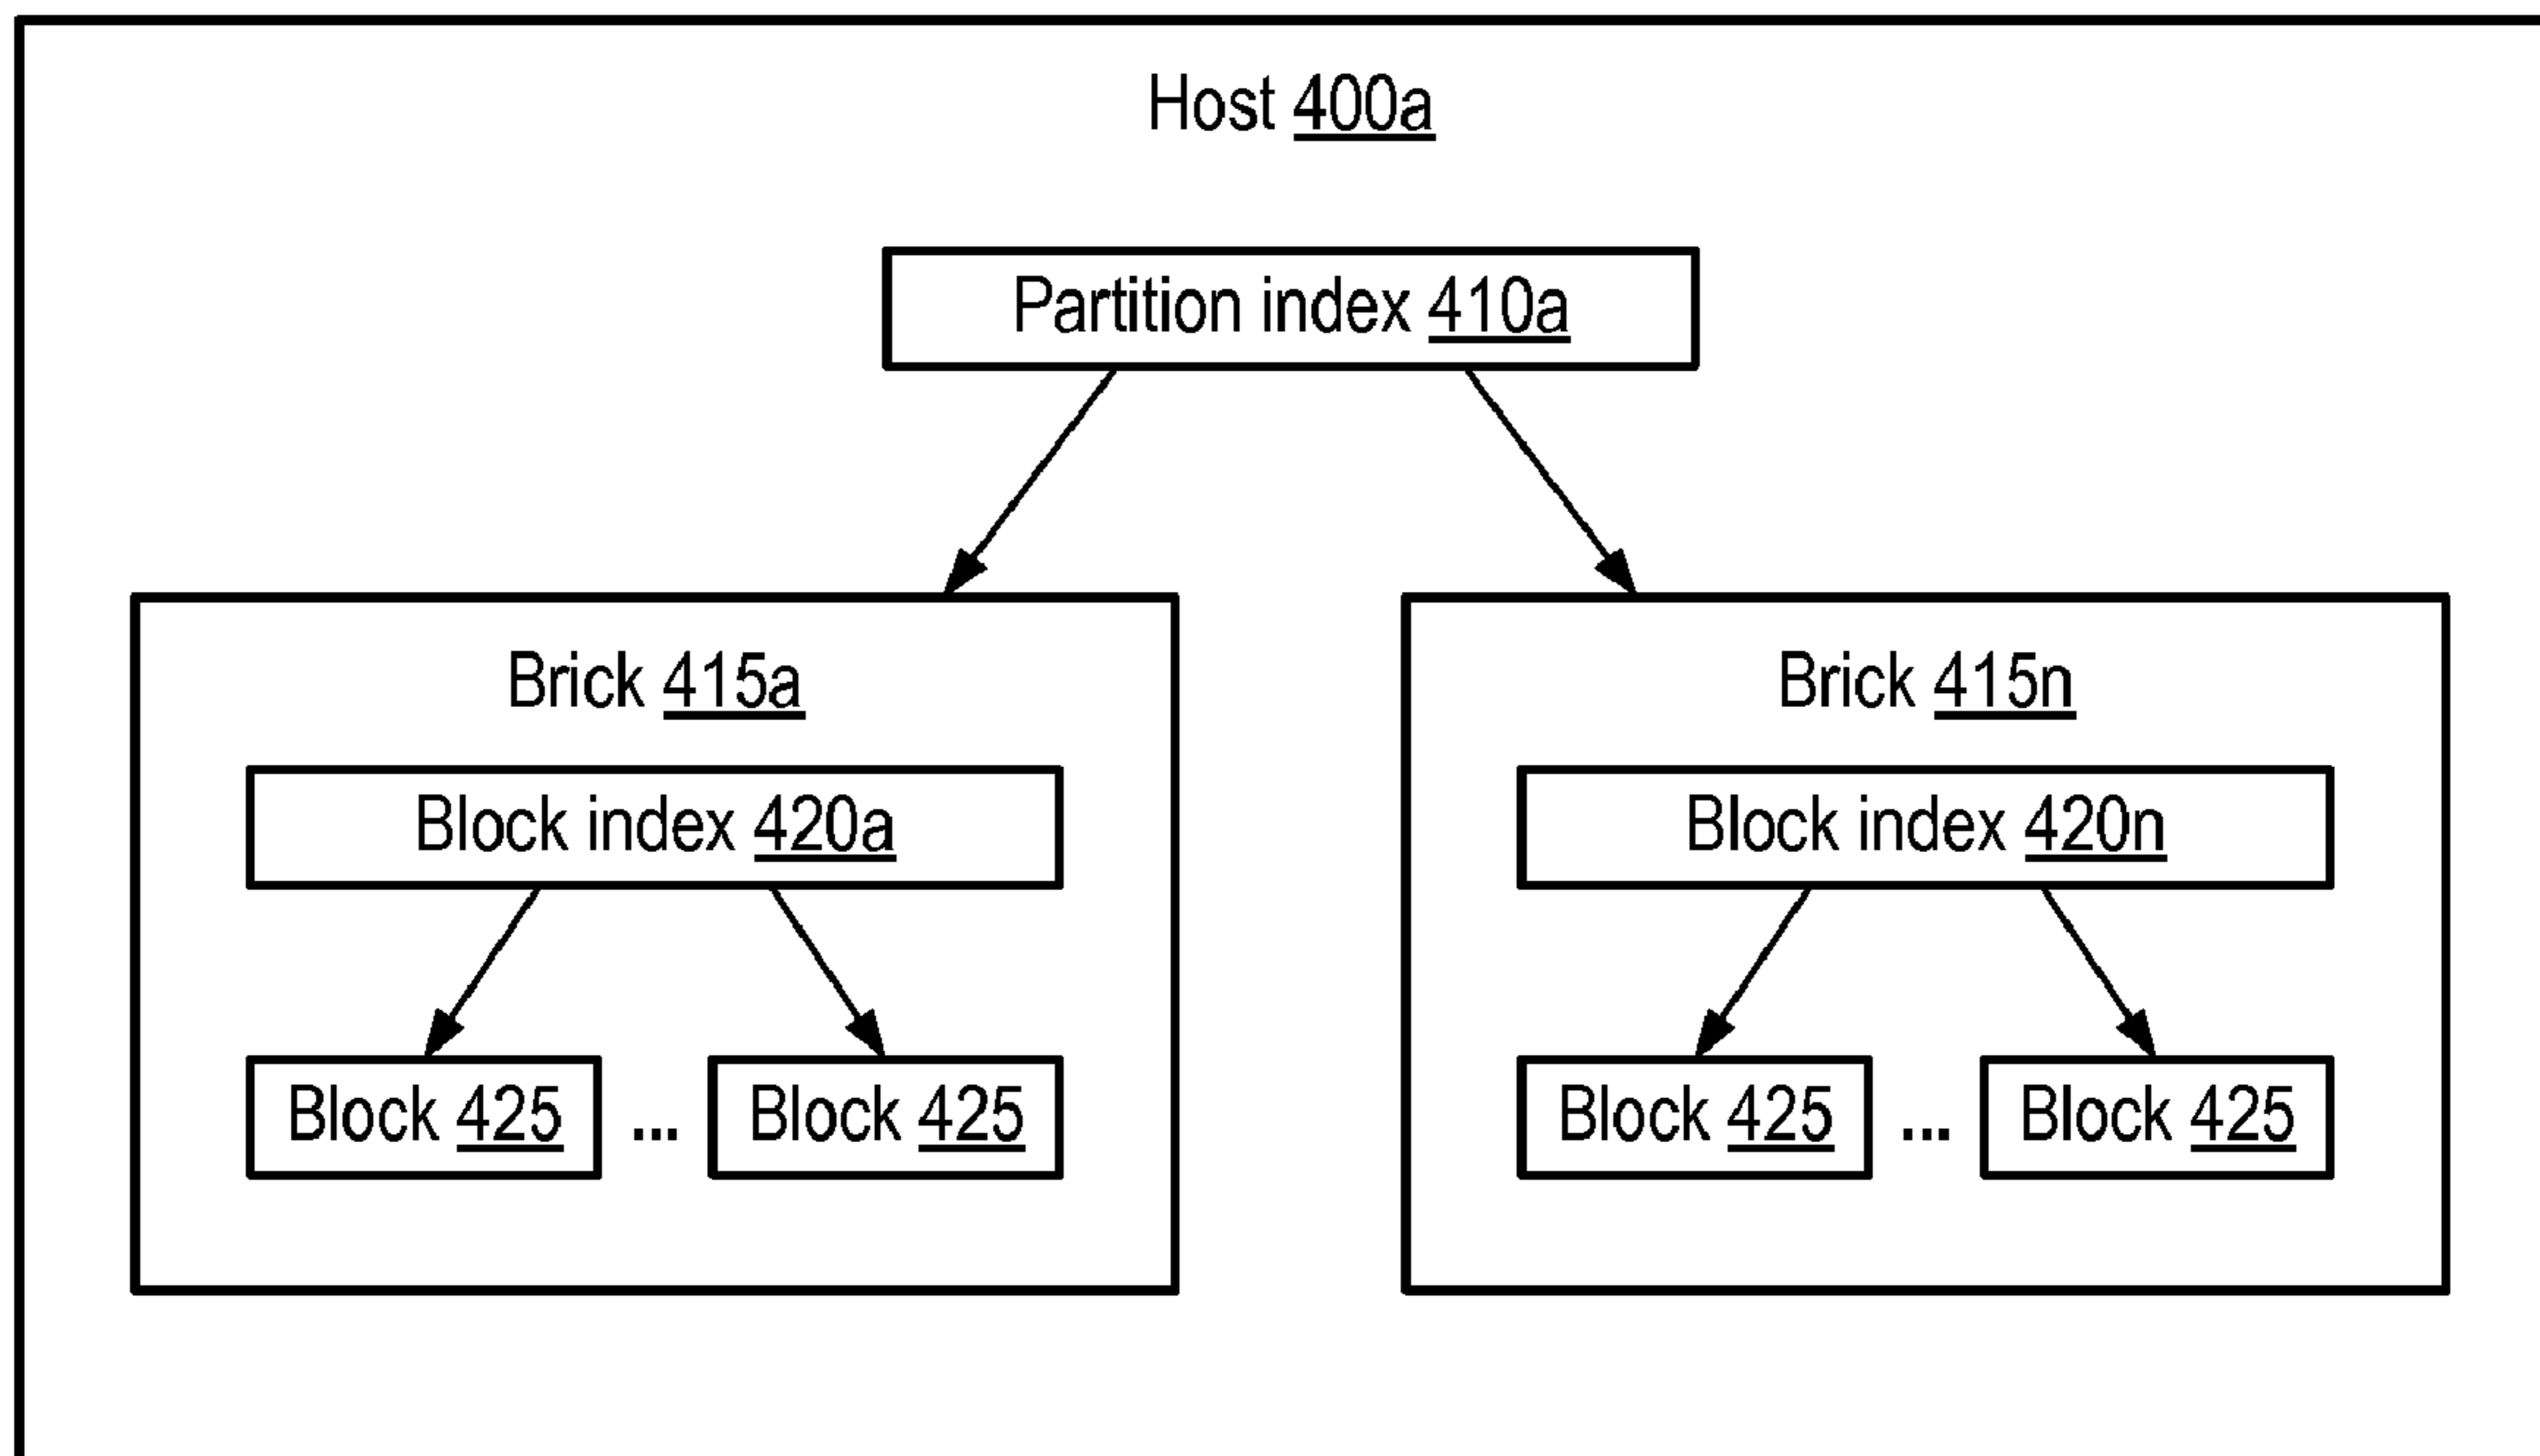 Host 400a
Partition index 410a
Brick 415a
Brick 415n
Block index 420a
Block index 420n
Block 425 ... Block 425
Block 425 ... Block 425